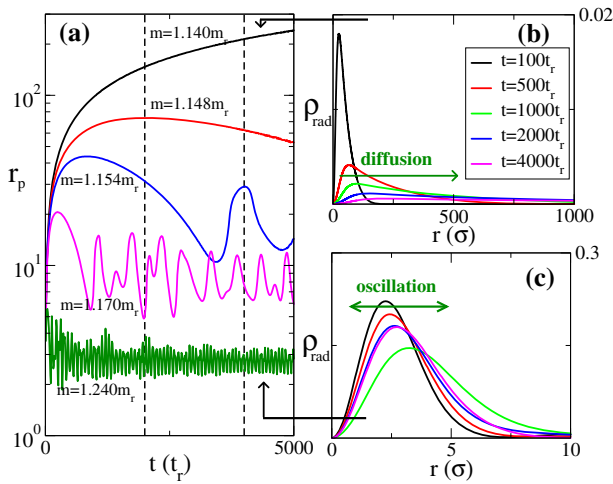 (a)
m=1.140m_r
m=1.148m_r
m=1.154m_r
m=1.170m_r
m=1.240m_r
r_p
10^2
10^1
10^0
0
2000
4000
5000
t (t_r)
(b)
0.02
ρ_rad
t=100t_r
t=500t_r
t=1000t_r
t=2000t_r
t=4000t_r
diffusion
0
500
1000
r (σ)
(c)
0.3
oscillation
ρ_rad
0
5
10
r (σ)